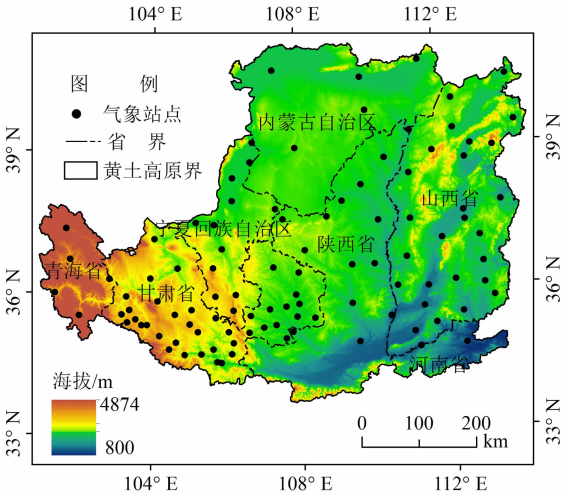 104° E 108° E 112° E
图 例
气象站点
省 界
黄土高原界
内蒙古自治区
39° N 39° N
山西省
宁夏回族自治区
陕西省
青海省
甘肃省
36° N 36° N
河南省
海拔/m
4874
800
0 100 200
km
33° N 33° N
104° E 108° E 112° E